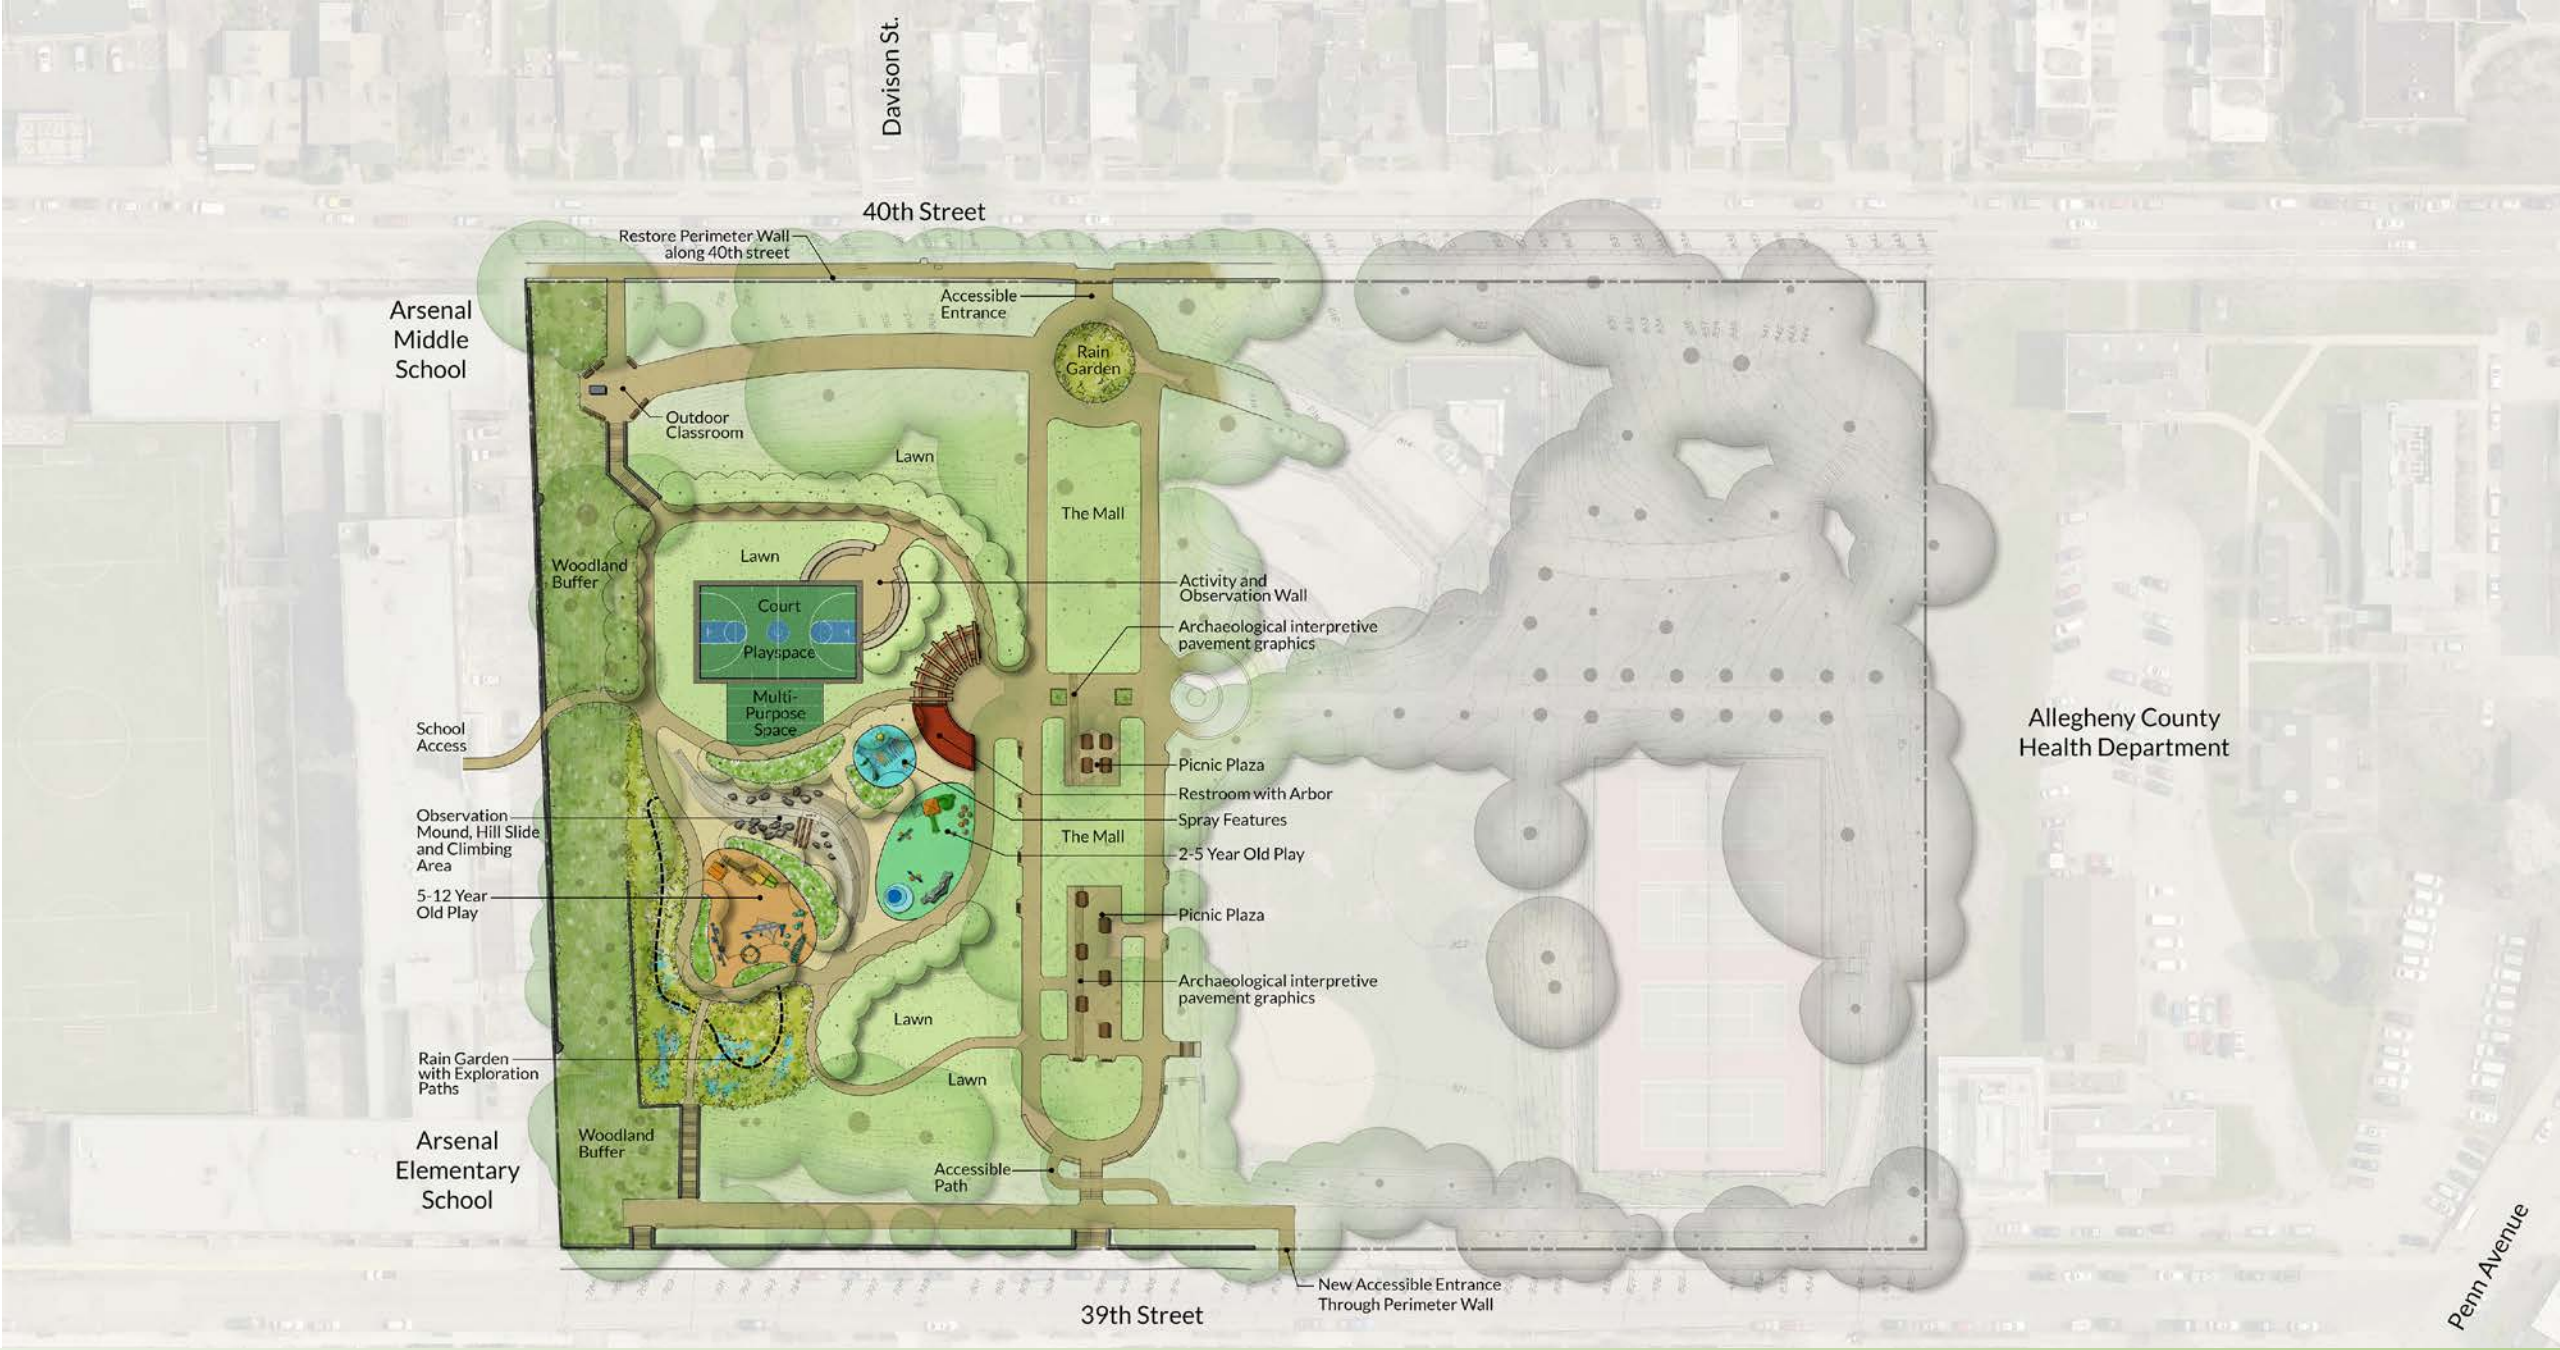 Davison St.
40th Street
Restore Perimeter Wall
along 40th street
Accessible
Entrance
Arsenal
Middle
School
Rain
Garden
Outdoor
Classroom
Lawn
The Mall
Lawn
Woodland
Buffer
Activity and
Observation Wall
Court
Playspace
Archaeological interpretive
pavement graphics
Multi-
Purpose
Space
School
Access
Allegheny County
Health Department
Picnic Plaza
Restroom with Arbor
Observation
Mound, Hill Slide
and Climbing
Area
Spray Features
The Mall
2-5 Year Old Play
5-12 Year
Old Play
Picnic Plaza
Archaeological interpretive
pavement graphics
Lawn
Rain Garden
with Exploration
Paths
Lawn
Arsenal
Elementary
School
Woodland
Buffer
Accessible
Path
New Accessible Entrance
Through Perimeter Wall
39th Street
Penn Avenue